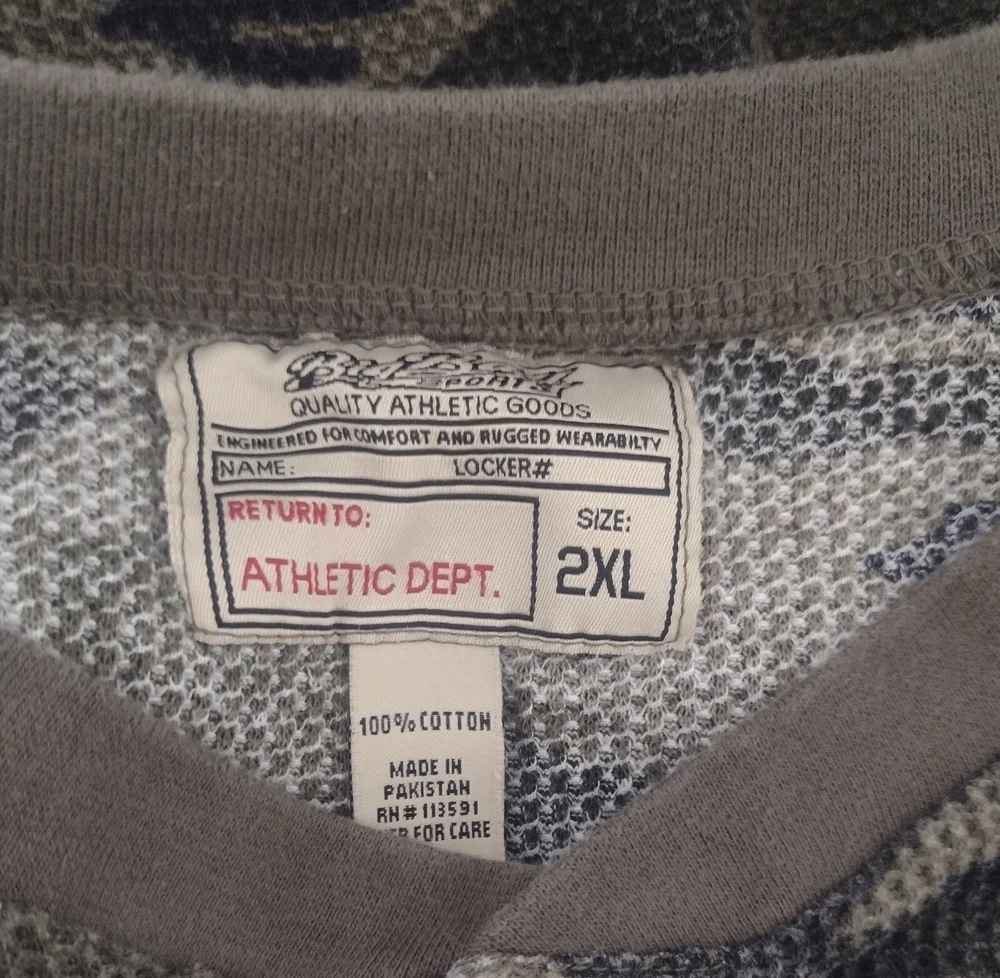 SPORTS
QUALITY ATHLETIC GOODS
ENGINEERED FOR COMFORT AND RUGGED WEARABILTY
NAME: LOCKER#
RETURN TO:
ATHLETIC DEPT.
SIZE:
2XL
100% COTTON
MADE IN
PAKISTAN
RN# 113591
FOR CARE